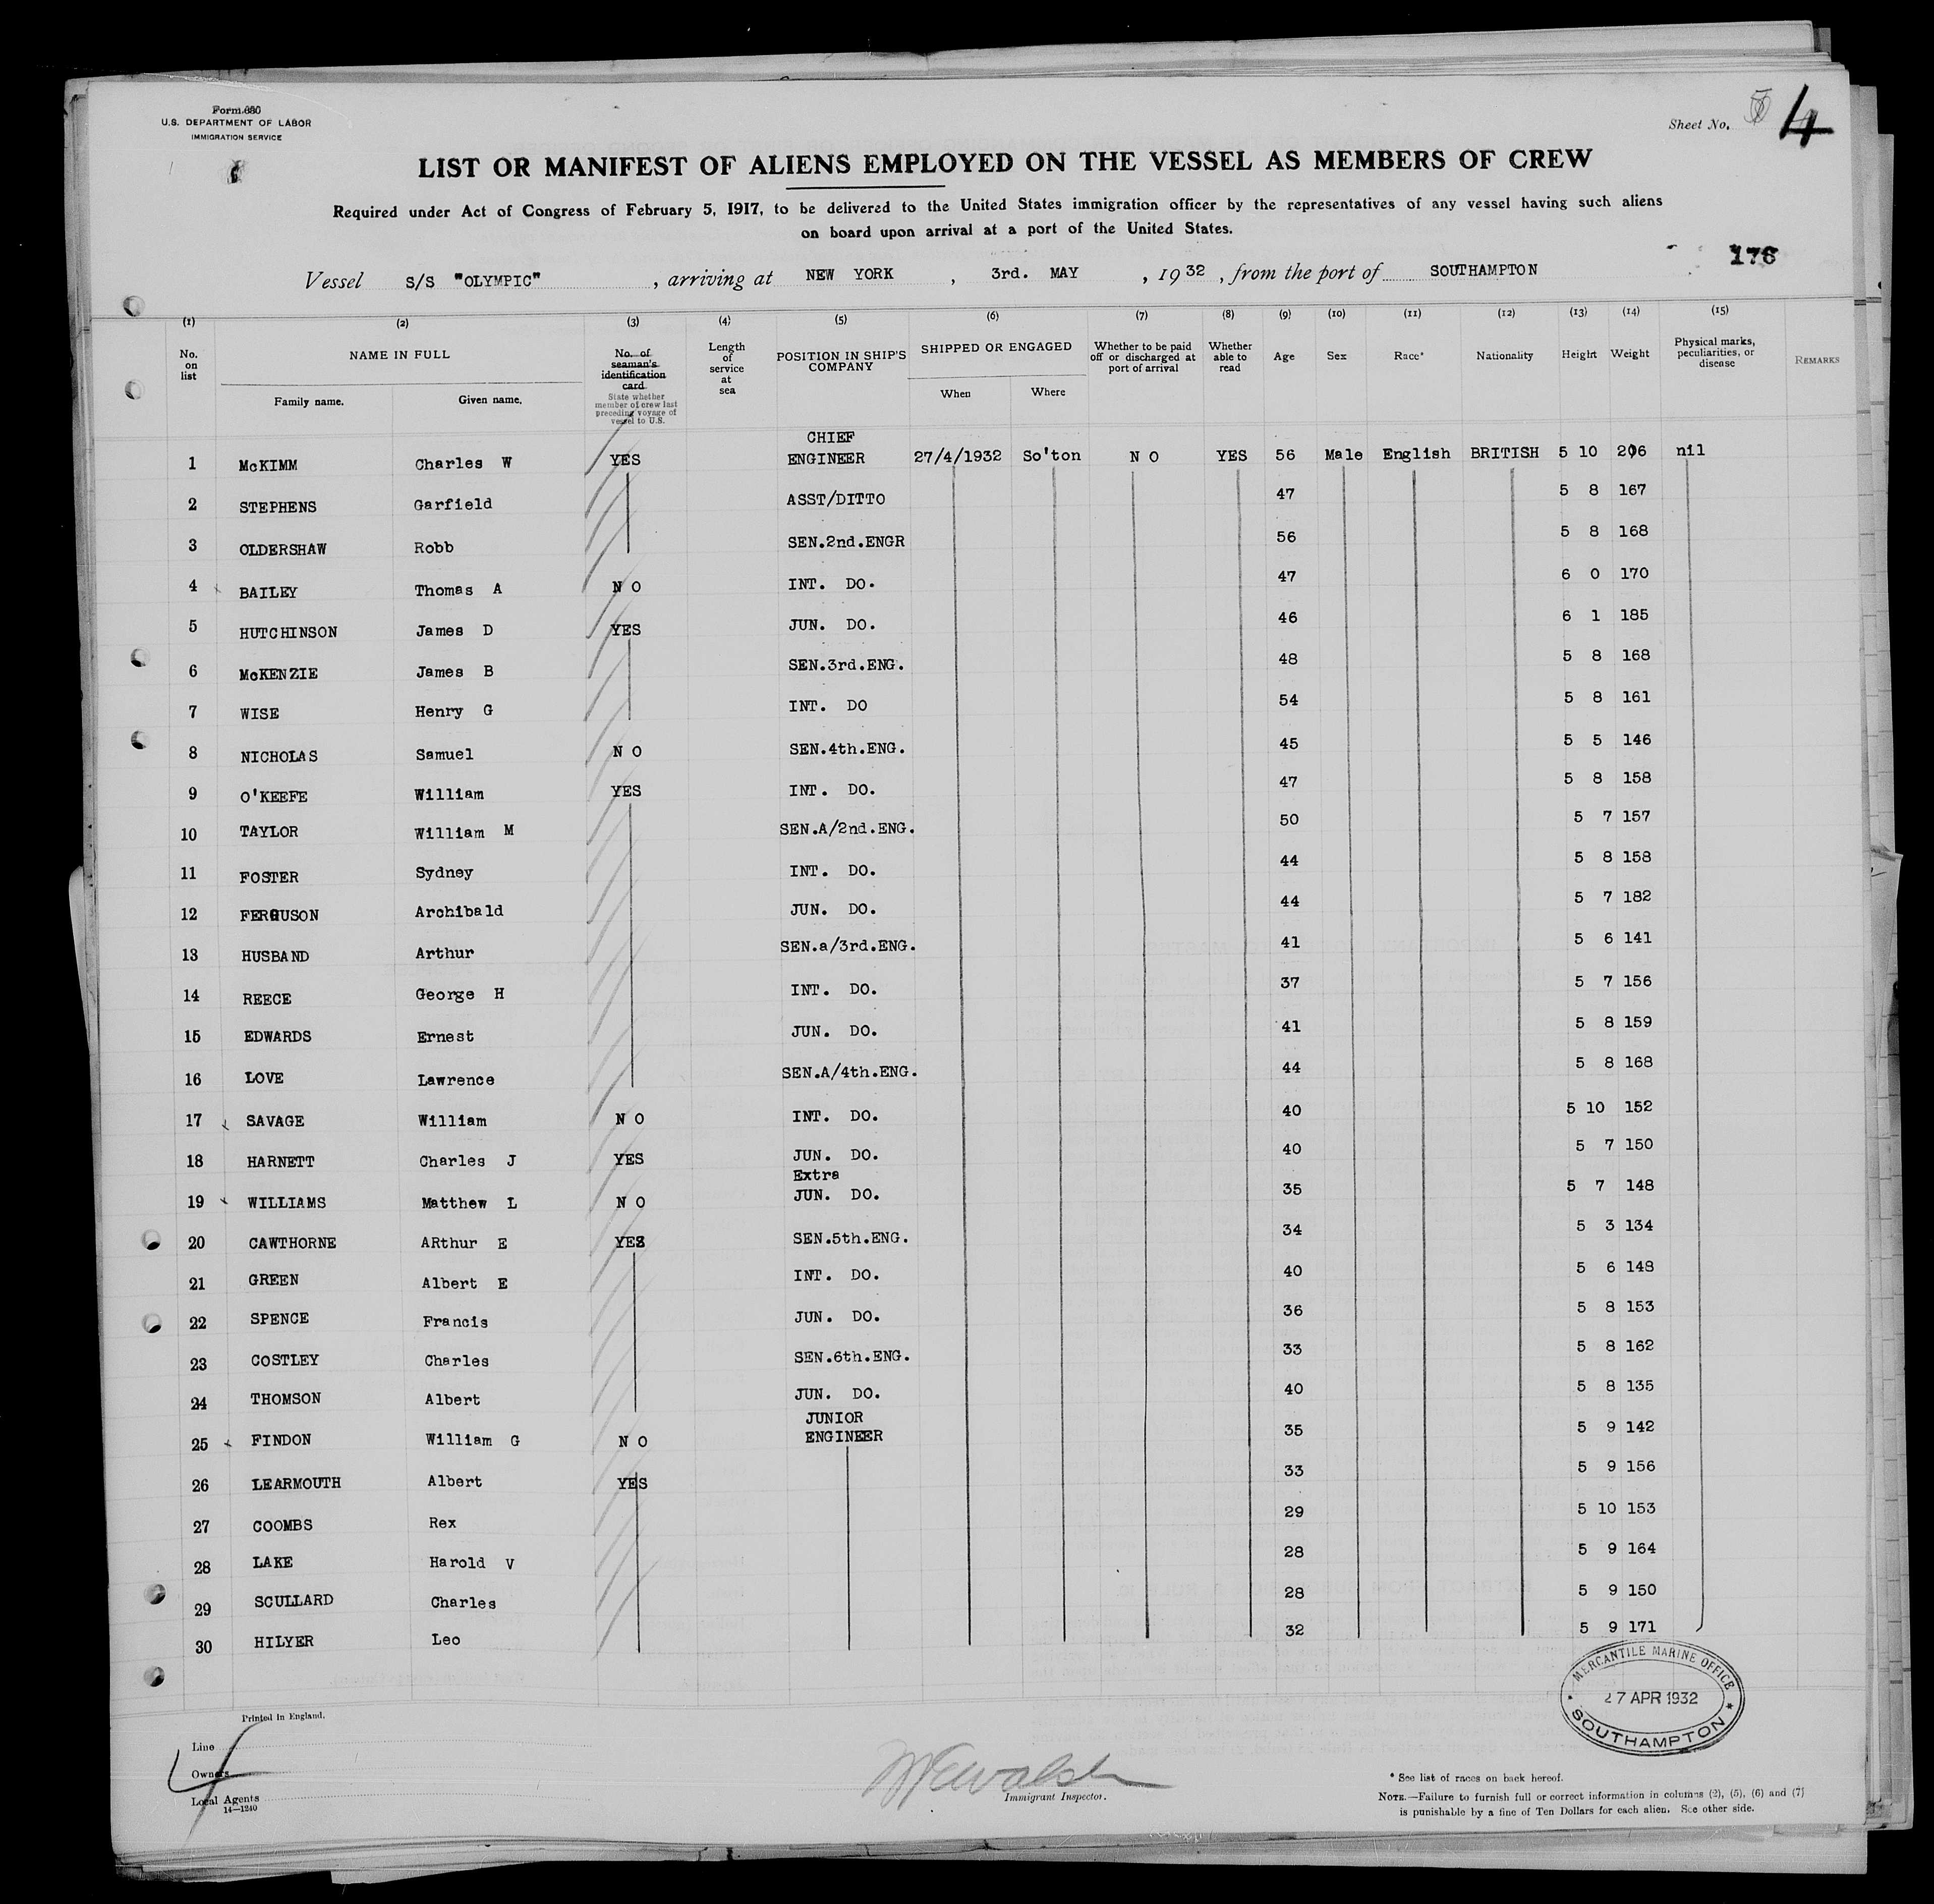 Form 680
U.S. DEPARTMENT OF LABOR
IMMIGRATION SERVICE
Sheet No. 4
LIST OR MANIFEST OF ALIENS EMPLOYED ON THE VESSEL AS MEMBERS OF CREW
Required under Act of Congress of February 5, 1917, to be delivered to the United States immigration officer by the representatives of any vessel having such aliens
on board upon arrival at a port of the United States.
176
Vessel S/S "OLYMPIC", arriving at NEW YORK, 3rd. MAY, 1932, from the port of SOUTHAMPTON
(1) (2) (3) (4) (5) (6) (7) (8) (9) (10) (11) (12) (13) (14) (15)
No. on list NAME IN FULL Family name. Given name. No. of seaman's identification card State whether member of crew last preceding voyage of vessel to U.S. Length of service at sea POSITION IN SHIP'S COMPANY SHIPPED OR ENGAGED When Where Whether to be paid off or discharged at port of arrival Whether able to read Age Sex Race* Nationality Height Weight Physical marks, peculiarities, or disease REMARKS
1 McKIMM Charles W YES CHIEF ENGINEER 27/4/1932 So'ton N O YES 56 Male English BRITISH 5 10 206 nil
2 STEPHENS Garfield ASST/DITTO 47 5 8 167
3 OLDERSHAW Robb SEN.2nd.ENGR 56 5 8 168
4 BAILEY Thomas A N O INT. DO. 47 6 0 170
5 HUTCHINSON James D YES JUN. DO. 46 6 1 185
6 McKENZIE James B SEN.3rd.ENG. 48 5 8 168
7 WISE Henry G INT. DO 54 5 8 161
8 NICHOLAS Samuel N O SEN.4th.ENG. 45 5 5 146
9 O'KEEFE William YES INT. DO. 47 5 8 158
10 TAYLOR William M SEN.A/2nd.ENG. 50 5 7 157
11 FOSTER Sydney INT. DO. 44 5 8 158
12 FERGUSON Archibald JUN. DO. 44 5 7 182
13 HUSBAND Arthur SEN.a/3rd.ENG. 41 5 6 141
14 REECE George H INT. DO. 37 5 7 156
15 EDWARDS Ernest JUN. DO. 41 5 8 159
16 LOVE Lawrence SEN.A/4th.ENG. 44 5 8 168
17 SAVAGE William N O INT. DO. 40 5 10 152
18 HARNETT Charles J YES JUN. DO. 40 5 7 150
19 WILLIAMS Matthew L N O Extra JUN. DO. 35 5 7 148
20 CAWTHORNE ARthur E YES SEN.5th.ENG. 34 5 3 134
21 GREEN Albert E INT. DO. 40 5 6 148
22 SPENCE Francis JUN. DO. 36 5 8 153
23 COSTLEY Charles SEN.6th.ENG. 33 5 8 162
24 THOMSON Albert JUN. DO. 40 5 8 135
25 FINDON William G N O JUNIOR ENGINEER 35 5 9 142
26 LEARMOUTH Albert YES 33 5 9 156
27 COOMBS Rex 29 5 10 153
28 LAKE Harold V 28 5 9 164
29 SCULLARD Charles 28 5 9 150
30 HILYER Leo 32 5 9 171
MERCANTILE MARINE OFFICE
27 APR 1932
SOUTHAMPTON
Printed in England.
Line
Owners
Local Agents
14—1240
4
Immigrant Inspector.
* See list of races on back hereof.
NOTE.—Failure to furnish full or correct information in columns (2), (5), (6) and (7)
is punishable by a fine of Ten Dollars for each alien. See other side.